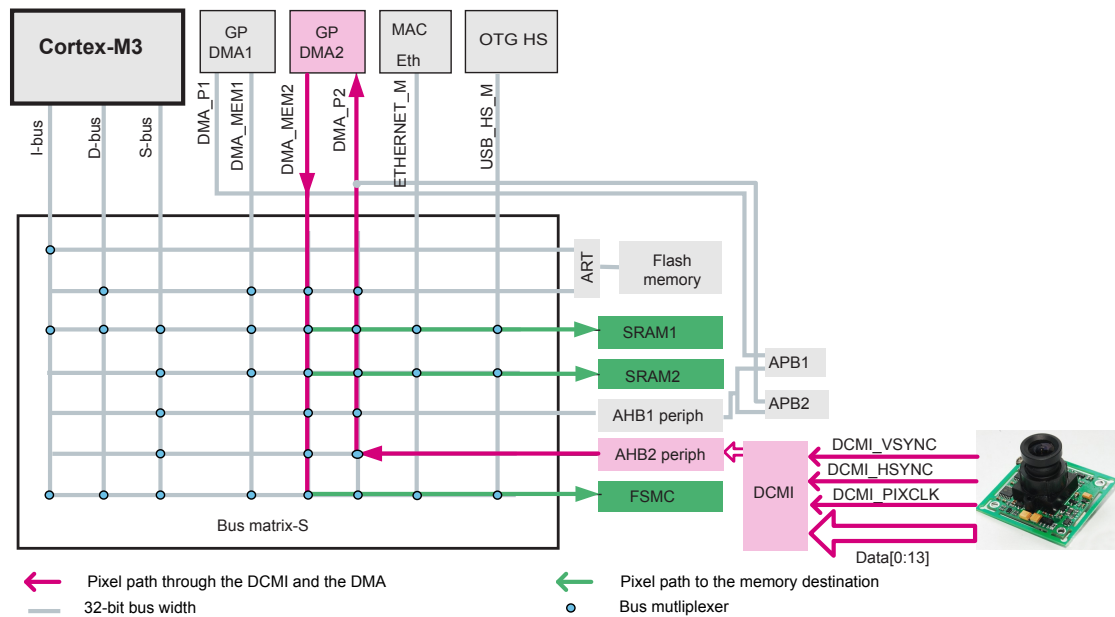 Cortex-M3
GP
DMA1
GP
DMA2
MAC
Eth
OTG HS
I-bus
D-bus
S-bus
DMA_P1
DMA_MEM1
DMA_MEM2
DMA_P2
ETHERNET_M
USB_HS_M
ART
Flash
memory
SRAM1
SRAM2
AHB1 periph
AHB2 periph
FSMC
APB1
APB2
DCMI
DCMI_VSYNC
DCMI_HSYNC
DCMI_PIXCLK
Data[0:13]
Bus matrix-S
Pixel path through the DCMI and the DMA
Pixel path to the memory destination
32-bit bus width
Bus mutliplexer